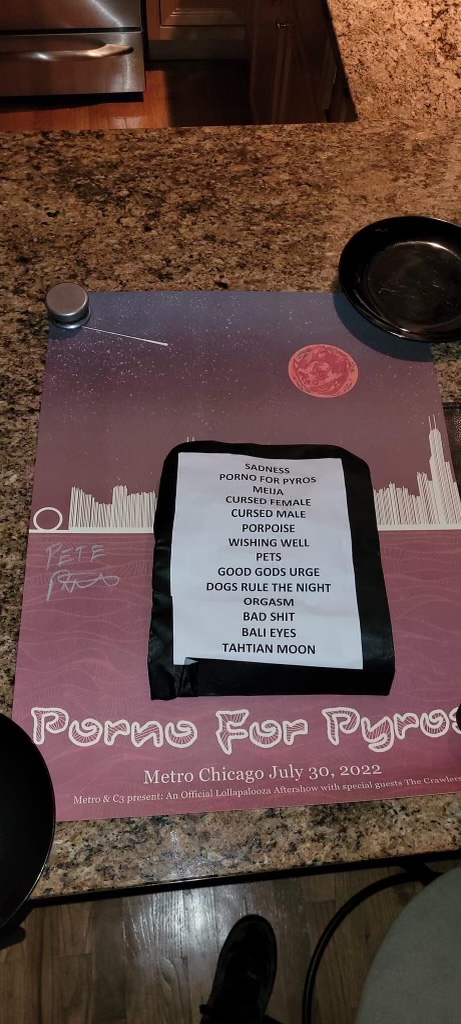 SADNESS
PORNO FOR PYROS
MEIJA
CURSED FEMALE
CURSED MALE
PORPOISE
WISHING WELL
PETS
GOOD GODS URGE
DOGS RULE THE NIGHT
ORGASM
BAD SHIT
BALI EYES
TAHTIAN MOON
PETE
Porno For Pyros
Metro Chicago July 30, 2022
Metro & C3 present: An Official Lollapalooza Aftershow with special guests The Crawlers